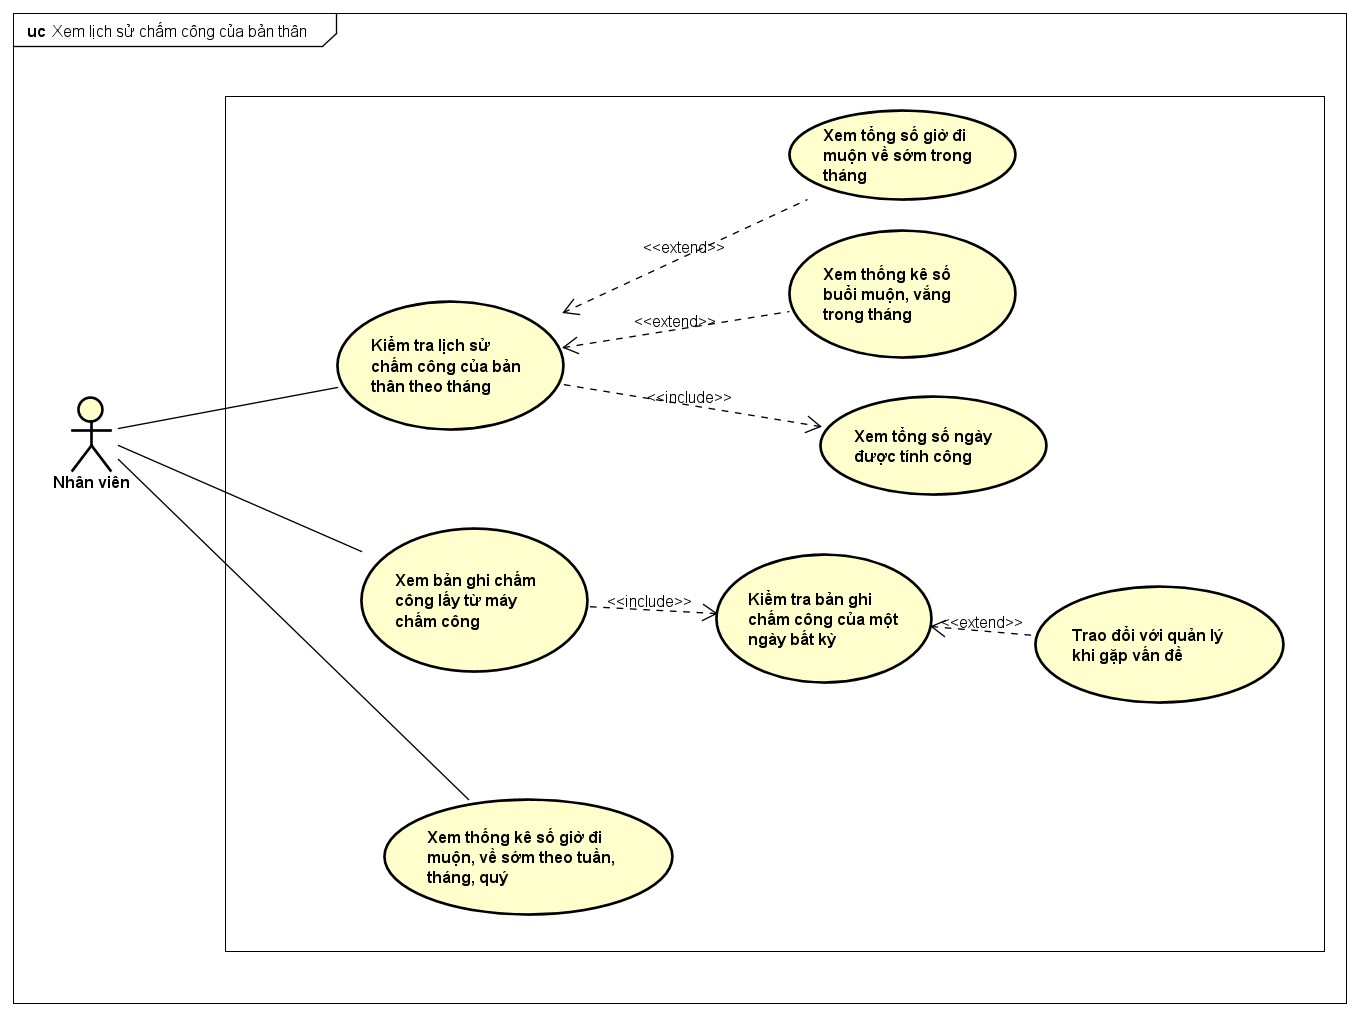 uc Xem lịch sử chấm công của bản thân
Xem tổng số giờ đi
muộn về sớm trong
tháng
<<extend>>
Xem thống kê số
buổi muộn, vắng
trong tháng
<<extend>>
Kiểm tra lịch sử
chấm công của bản
thân theo tháng
<<include>>
Xem tổng số ngày
được tính công
Nhân viên
Xem bản ghi chấm
công lấy từ máy
chấm công
<<include>>
Kiểm tra bản ghi
chấm công của một
ngày bất kỳ
<<extend>>
Trao đổi với quản lý
khi gặp vấn đề
Xem thống kê số giờ đi
muộn, về sớm theo tuần,
tháng, quý